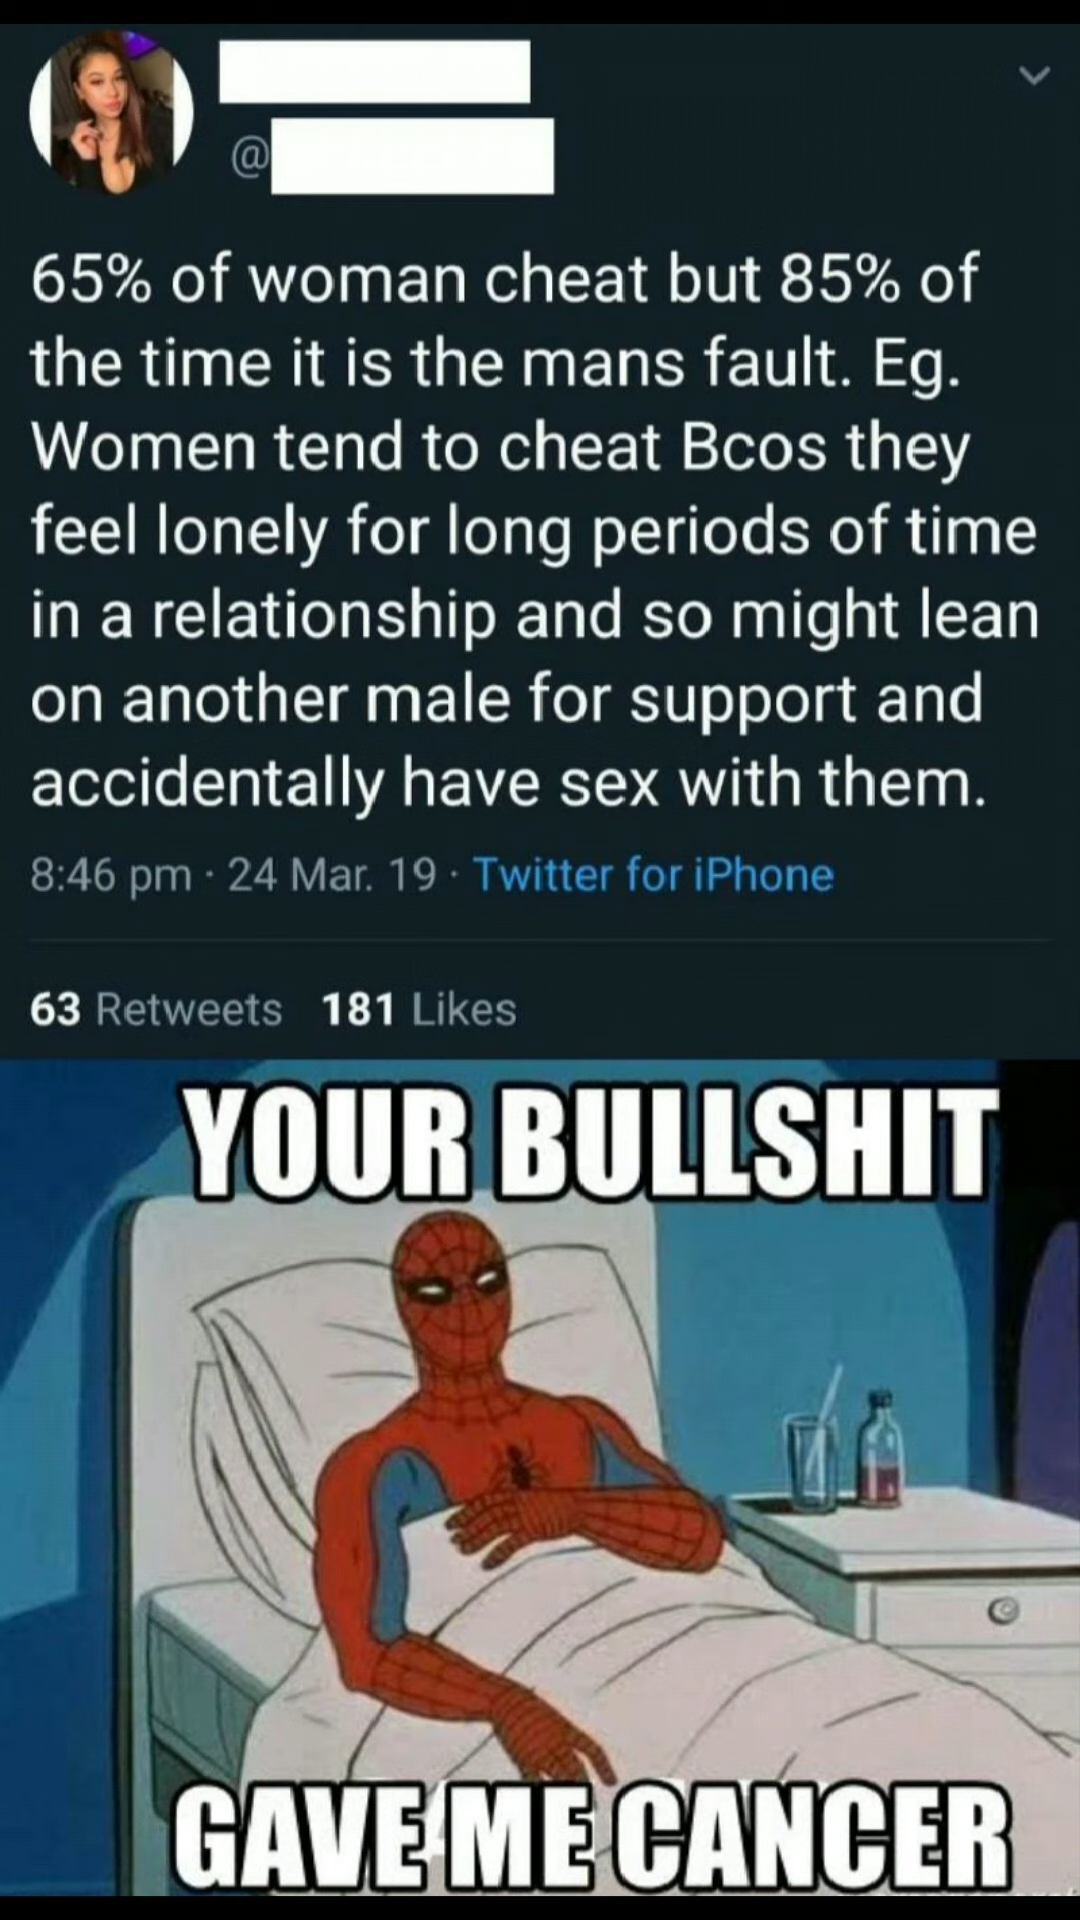 @
65% of woman cheat but 85% of
the time it is the mans fault. Eg.
Women tend to cheat Bcos they
feel lonely for long periods of time
in a relationship and so might lean
on another male for support and
accidentally have sex with them.
8:46 pm · 24 Mar. 19 · Twitter for iPhone
63 Retweets 181 Likes
YOUR BULLSHIT
GAVE ME CANCER